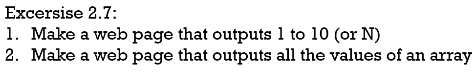 Excersise 2.7:
1. Make a web page that outputs 1 to 10 (or N)
2. Make a web page that outputs all the values of an array